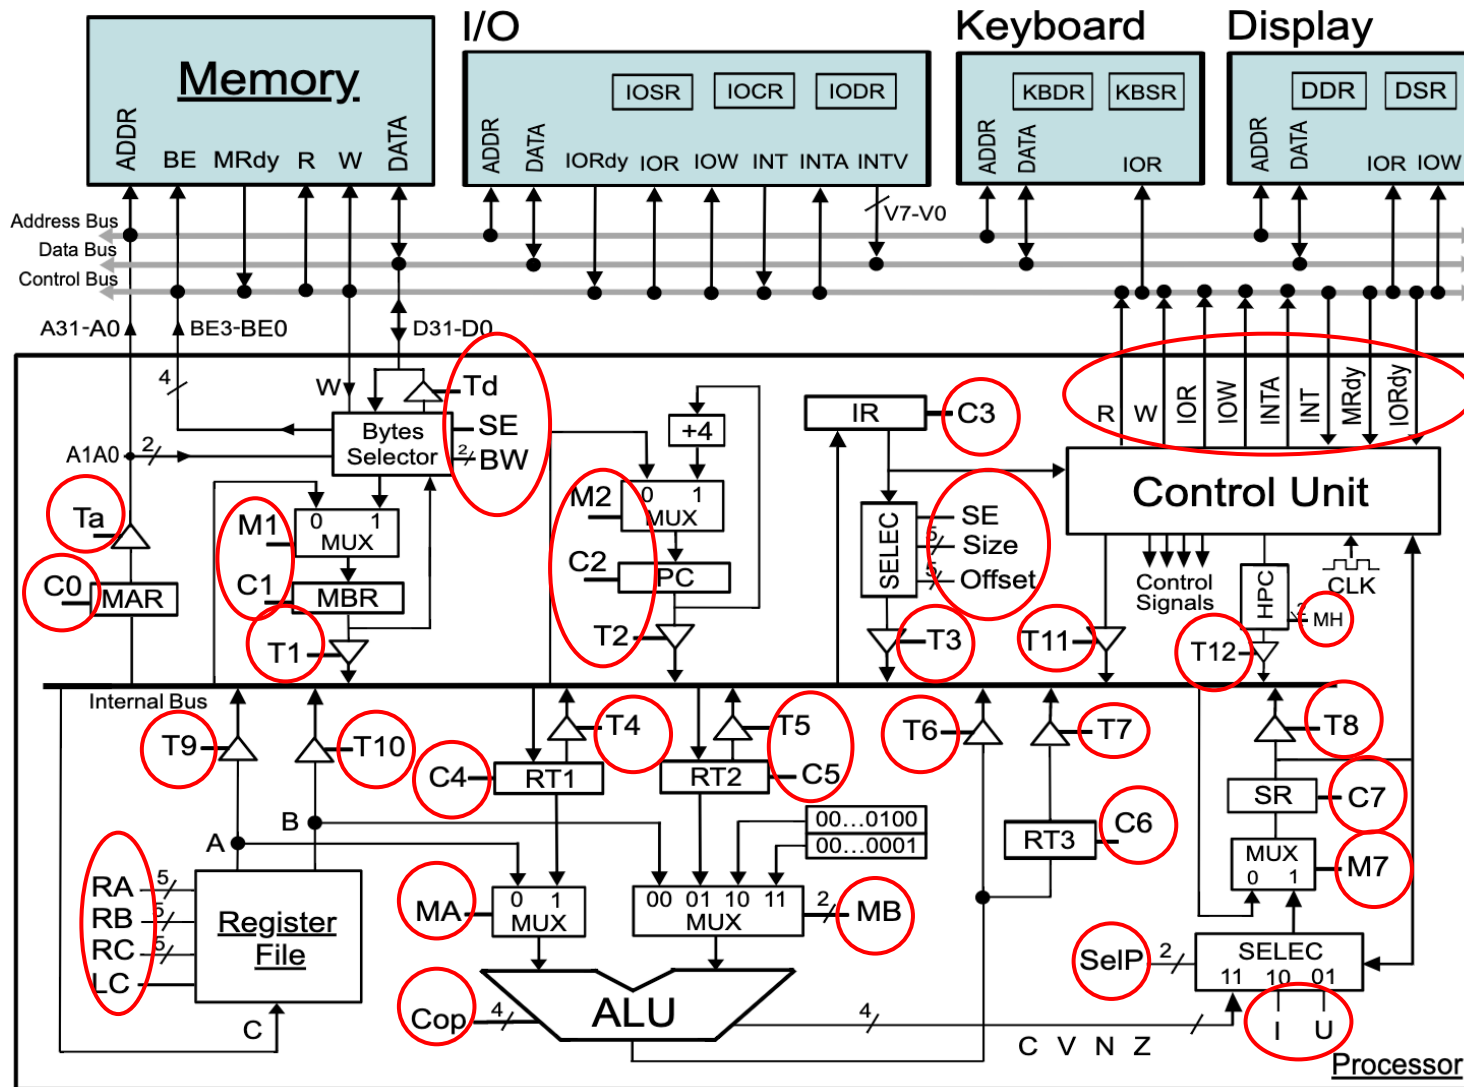 I/O Keyboard Display
Memory
IOSR IOCR IODR
KBDR KBSR
DDR DSR
ADDR BE MRdy R W DATA
ADDR DATA IORdy IOR IOW INT INTA INTV
ADDR DATA IOR
ADDR DATA IOR IOW
V7-V0
Address Bus
Data Bus
Control Bus
A31-A0 BE3-BE0 D31-D0
4 W Td
SE
2 BW
Bytes
Selector
A1A0 2
+4
IR C3
R W IOR IOW INTA INT MRdy IORdy
Control Unit
Ta
M1 0 1
MUX
M2 0 1
MUX
SELEC
SE
5 Size
5 Offset
C0 MAR
C1 MBR
C2 PC
Control
Signals
HPC
2 MH
CLK
T1 T2 T3 T11 T12
Internal Bus
T9 T10 T4 T5 T6 T7 T8
C4 RT1 RT2 C5
SR C7
00...0100
00...0001
RT3 C6
A B
MUX
0 1
M7
RA 5
RB 5
RC 5
LC
Register
File
C
MA 0 1
MUX
00 01 10 11
MUX
2 MB
SelP 2 SELEC
11 10 01
I U
Cop 4
ALU
4
C V N Z
Processor